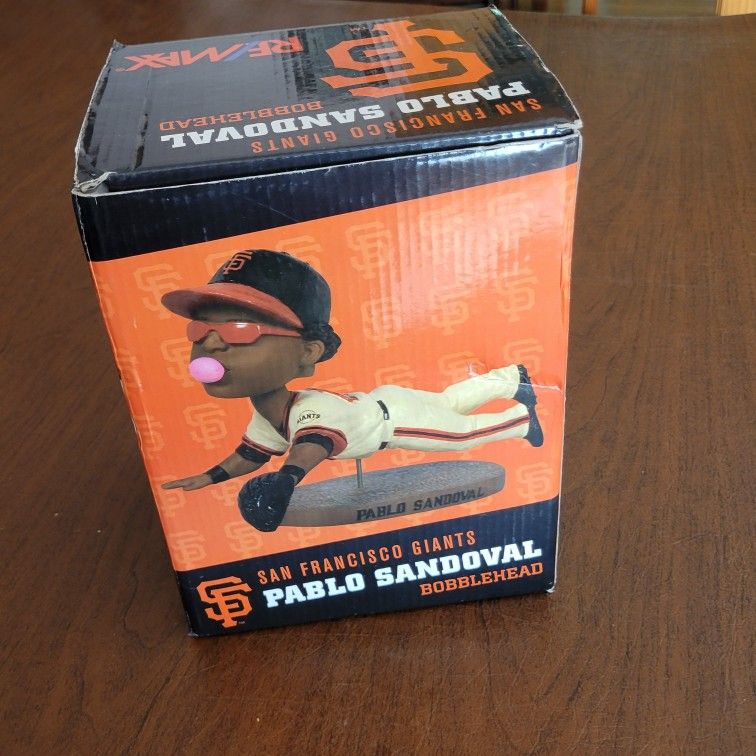 RE/MAX
SF
SAN FRANCISCO GIANTS
PABLO SANDOVAL
BOBBLEHEAD
SF
GIANTS
PABLO SANDOVAL
SF
SAN FRANCISCO GIANTS
PABLO SANDOVAL
BOBBLEHEAD